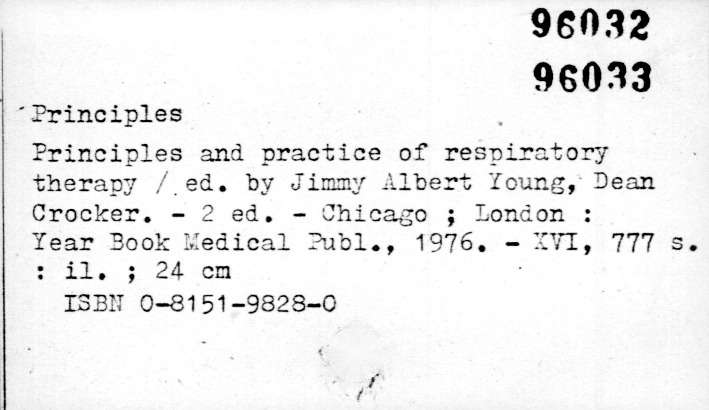 96032
96033
Principles
Principles and practice of respiratory
therapy / ed. by Jimmy Albert Young, Dean
Crocker. - 2 ed. - Chicago ; London :
Year Book Medical Publ., 1976. - XVI, 777 s.
: il. ; 24 cm
ISBN 0-8151-9828-0